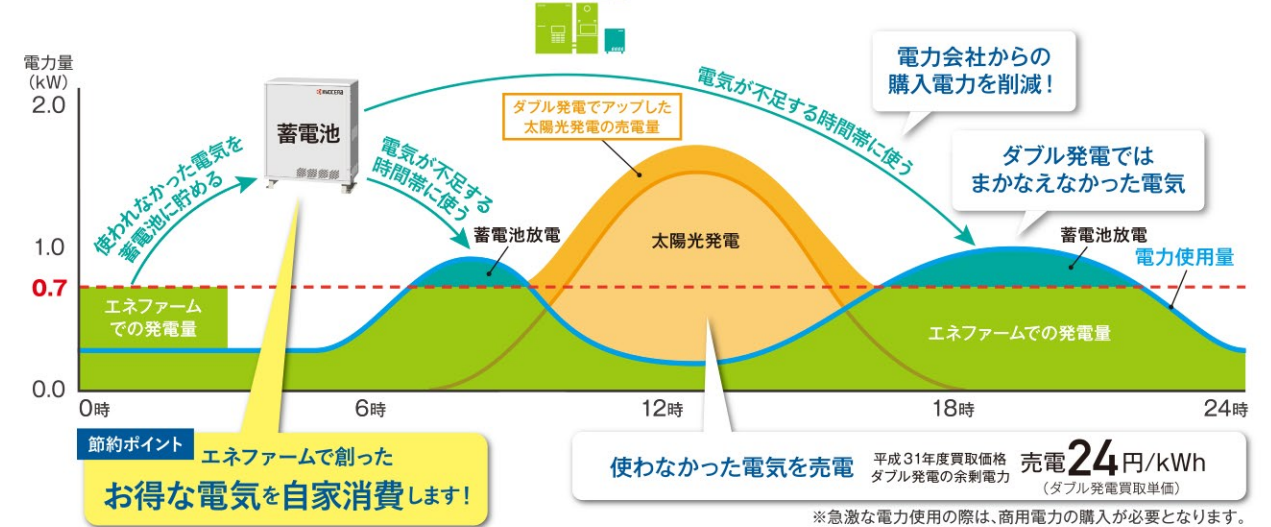 電力量
(kW)
2.0
1.0
0.7
0.0
KYOCERA
蓄電池
使われなかった電気を
蓄電池に貯める
電気が不足する
時間帯に使う
電気が不足する時間帯に使う
ダブル発電でアップした
太陽光発電の売電量
電力会社からの
購入電力を削減!
ダブル発電では
まかなえなかった電気
蓄電池放電
太陽光発電
蓄電池放電
電力使用量
エネファーム
での発電量
エネファームでの発電量
0時
6時
12時
18時
24時
節約ポイント
エネファームで創った
お得な電気を自家消費します!
使わなかった電気を売電
平成31年度買取価格
ダブル発電の余剰電力
売電24円/kWh
(ダブル発電買取単価)
※急激な電力使用の際は、商用電力の購入が必要となります。